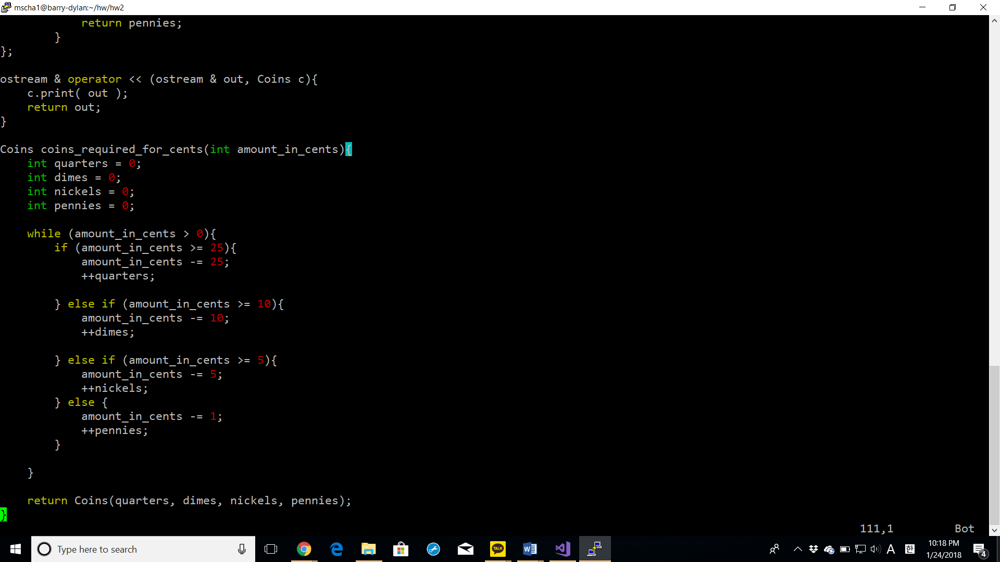 mscha1@barry-dylan:~/hw/hw2
            return pennies;
        }
};

ostream & operator << (ostream & out, Coins c){
    c.print( out );
    return out;
}

Coins coins_required_for_cents(int amount_in_cents){
    int quarters = 0;
    int dimes = 0;
    int nickels = 0;
    int pennies = 0;

    while (amount_in_cents > 0){
        if (amount_in_cents >= 25){
            amount_in_cents -= 25;
            ++quarters;

        } else if (amount_in_cents >= 10){
            amount_in_cents -= 10;
            ++dimes;

        } else if (amount_in_cents >= 5){
            amount_in_cents -= 5;
            ++nickels;
        } else {
            amount_in_cents -= 1;
            ++pennies;
        }

    }

    return Coins(quarters, dimes, nickels, pennies);
}
111,1 Bot
Type here to search
TALK
W
A
한
10:18 PM
1/24/2018
4